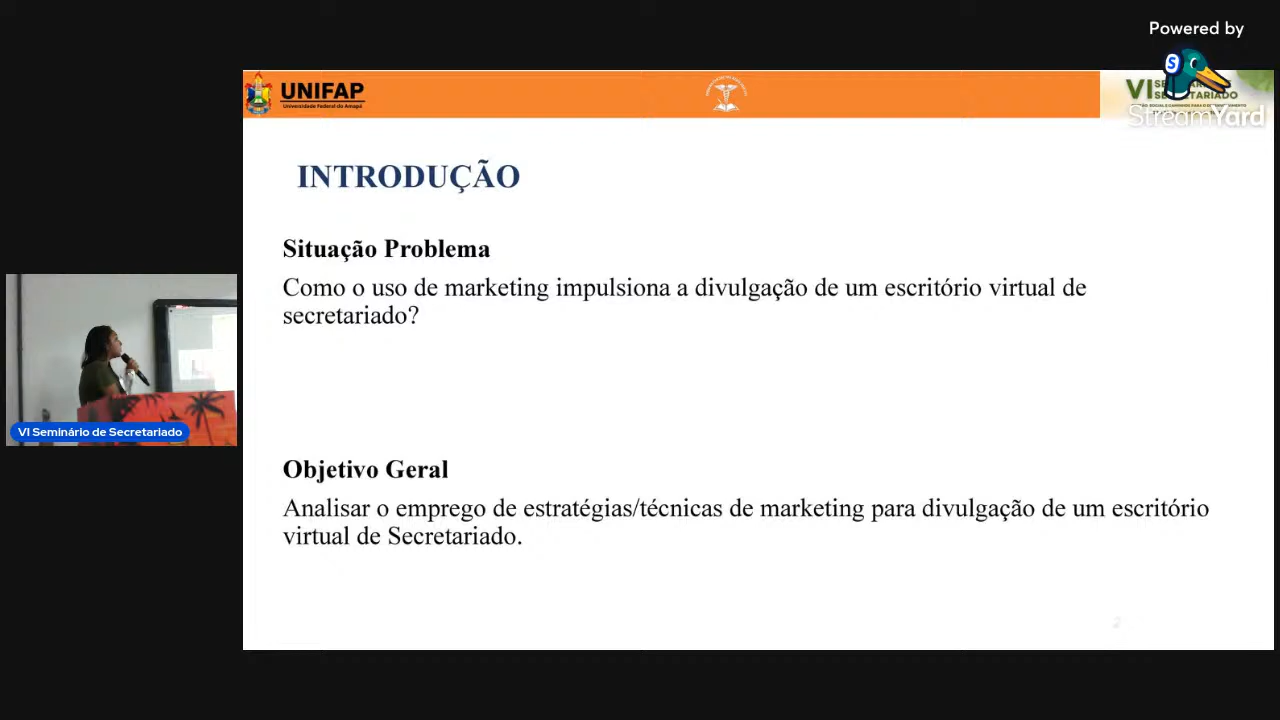 Powered by
StreamYard
UNIFAP
Universidade Federal do Amapá
VI
INTRODUÇÃO
Situação Problema
Como o uso de marketing impulsiona a divulgação de um escritório virtual de
secretariado?
VI Seminário de Secretariado
Objetivo Geral
Analisar o emprego de estratégias/técnicas de marketing para divulgação de um escritório
virtual de Secretariado.